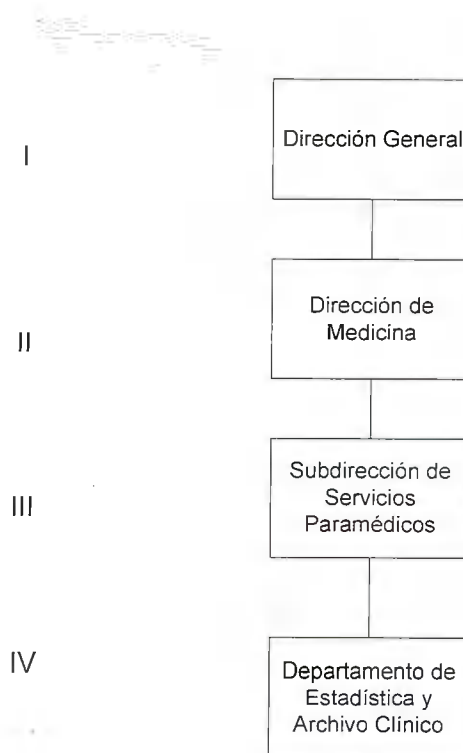 I
Dirección General
II
Dirección de
Medicina
III
Subdirección de
Servicios
Paramédicos
IV
Departamento de
Estadística y
Archivo Clínico